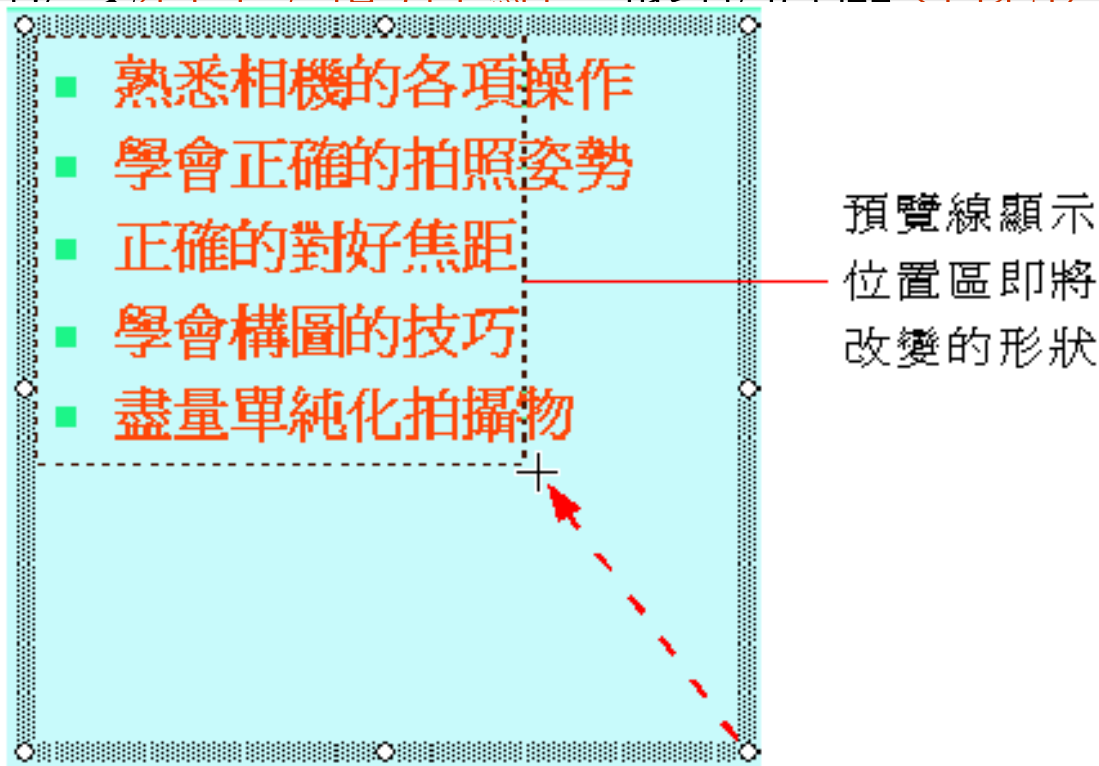 熟悉相機的各項操作
學會正確的拍照姿勢
正確的對好焦距
學會構圖的技巧
盡量單純化拍攝物
預覽線顯示
位置區即將
改變的形狀